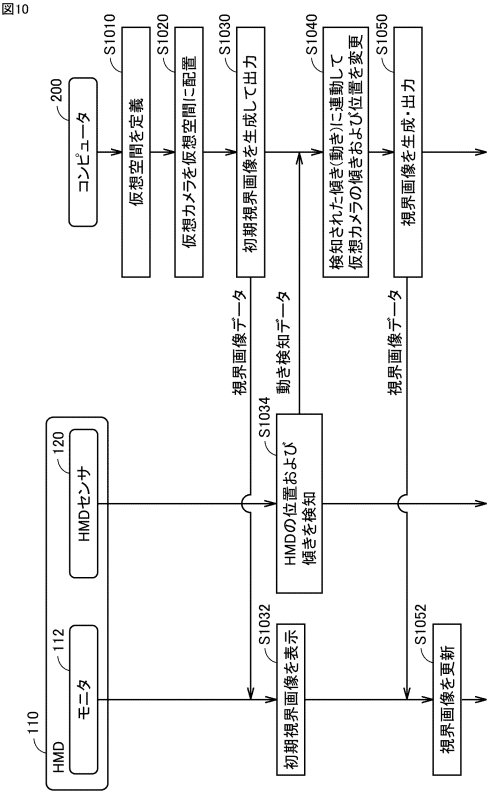 図10
110
HMD
112
モニタ
120
HMDセンサ
200
コンピュータ
S1010
仮想空間を定義
S1020
仮想カメラを仮想空間に配置
S1030
初期視界画像を生成して出力
視界画像データ
S1032
初期視界画像を表示
S1034
HMDの位置および
傾きを検知
動き検知データ
S1040
検知された傾き(動き)に連動して
仮想カメラの傾きおよび位置を変更
S1050
視界画像を生成・出力
視界画像データ
S1052
視界画像を更新